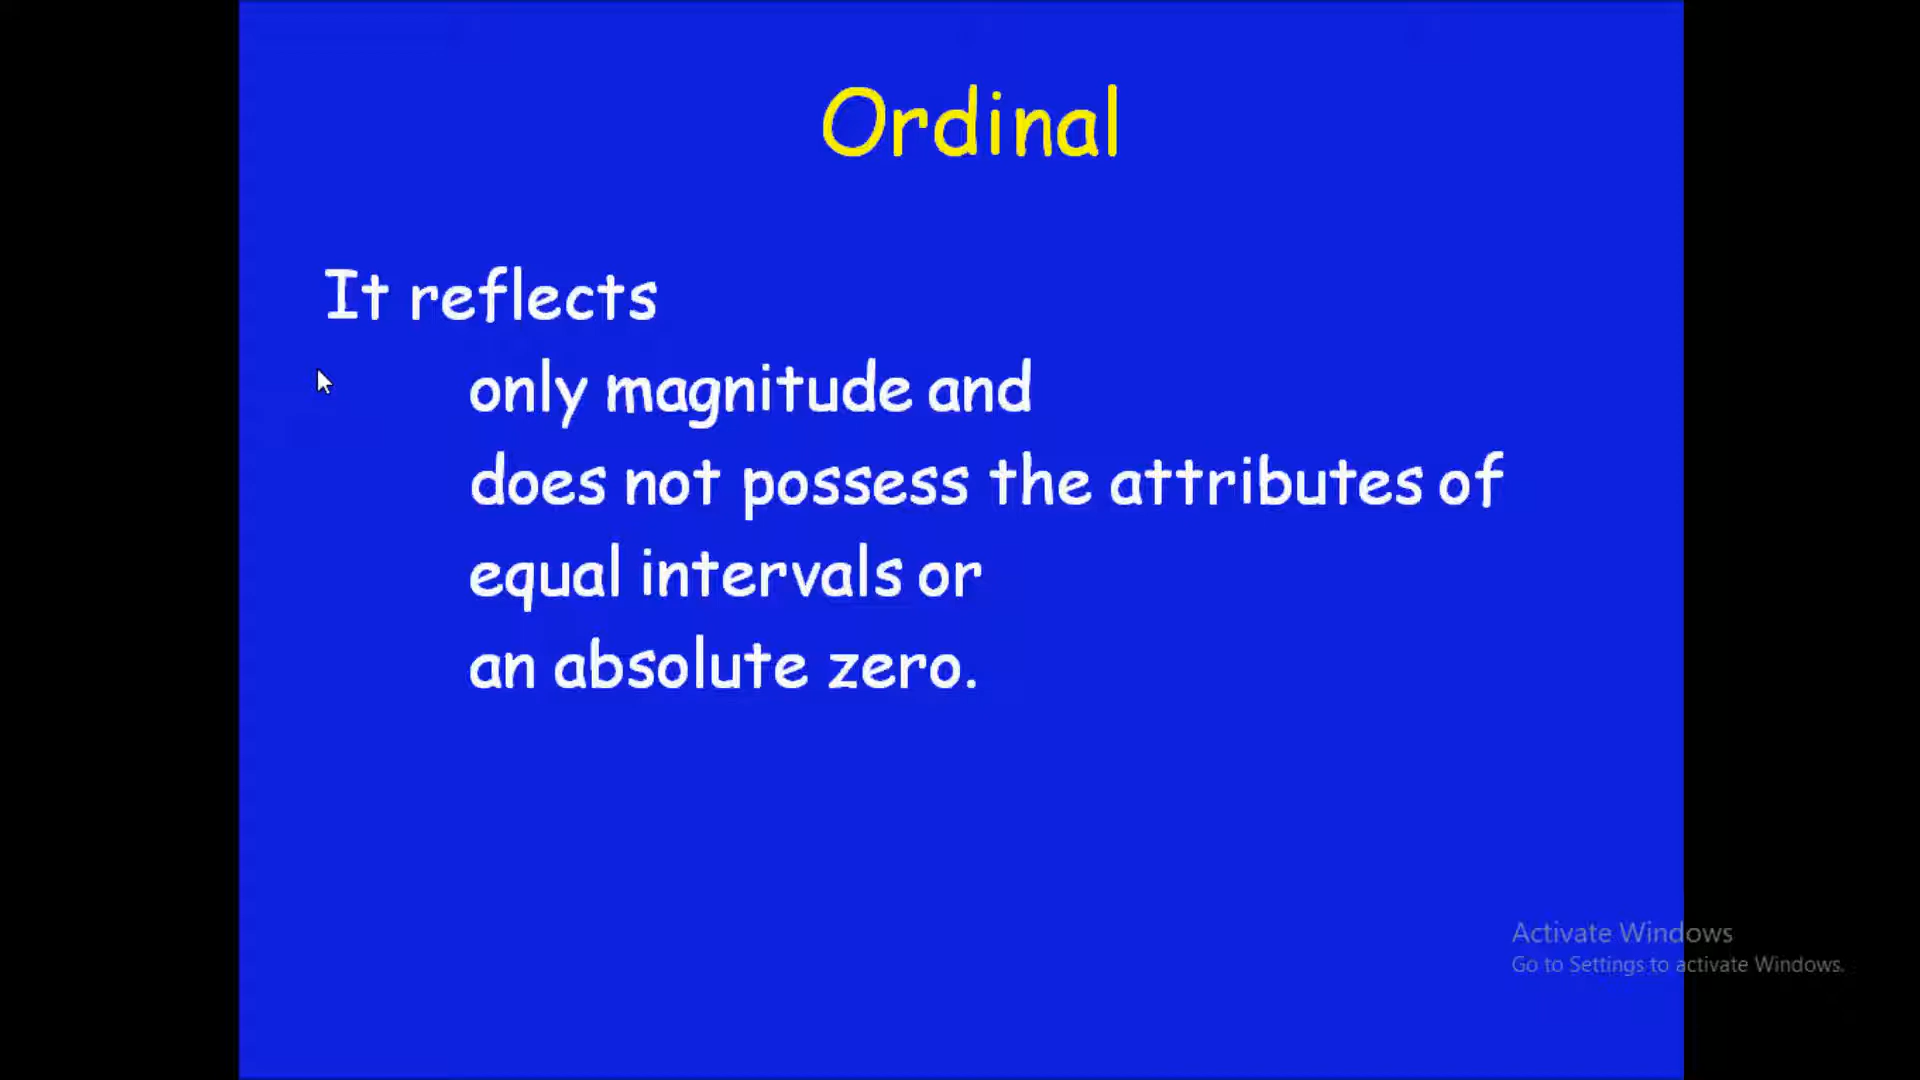 Ordinal
It reflects
only magnitude and
does not possess the attributes of
equal intervals or
an absolute zero.
Activate Windows
Go to Settings to activate Windows.